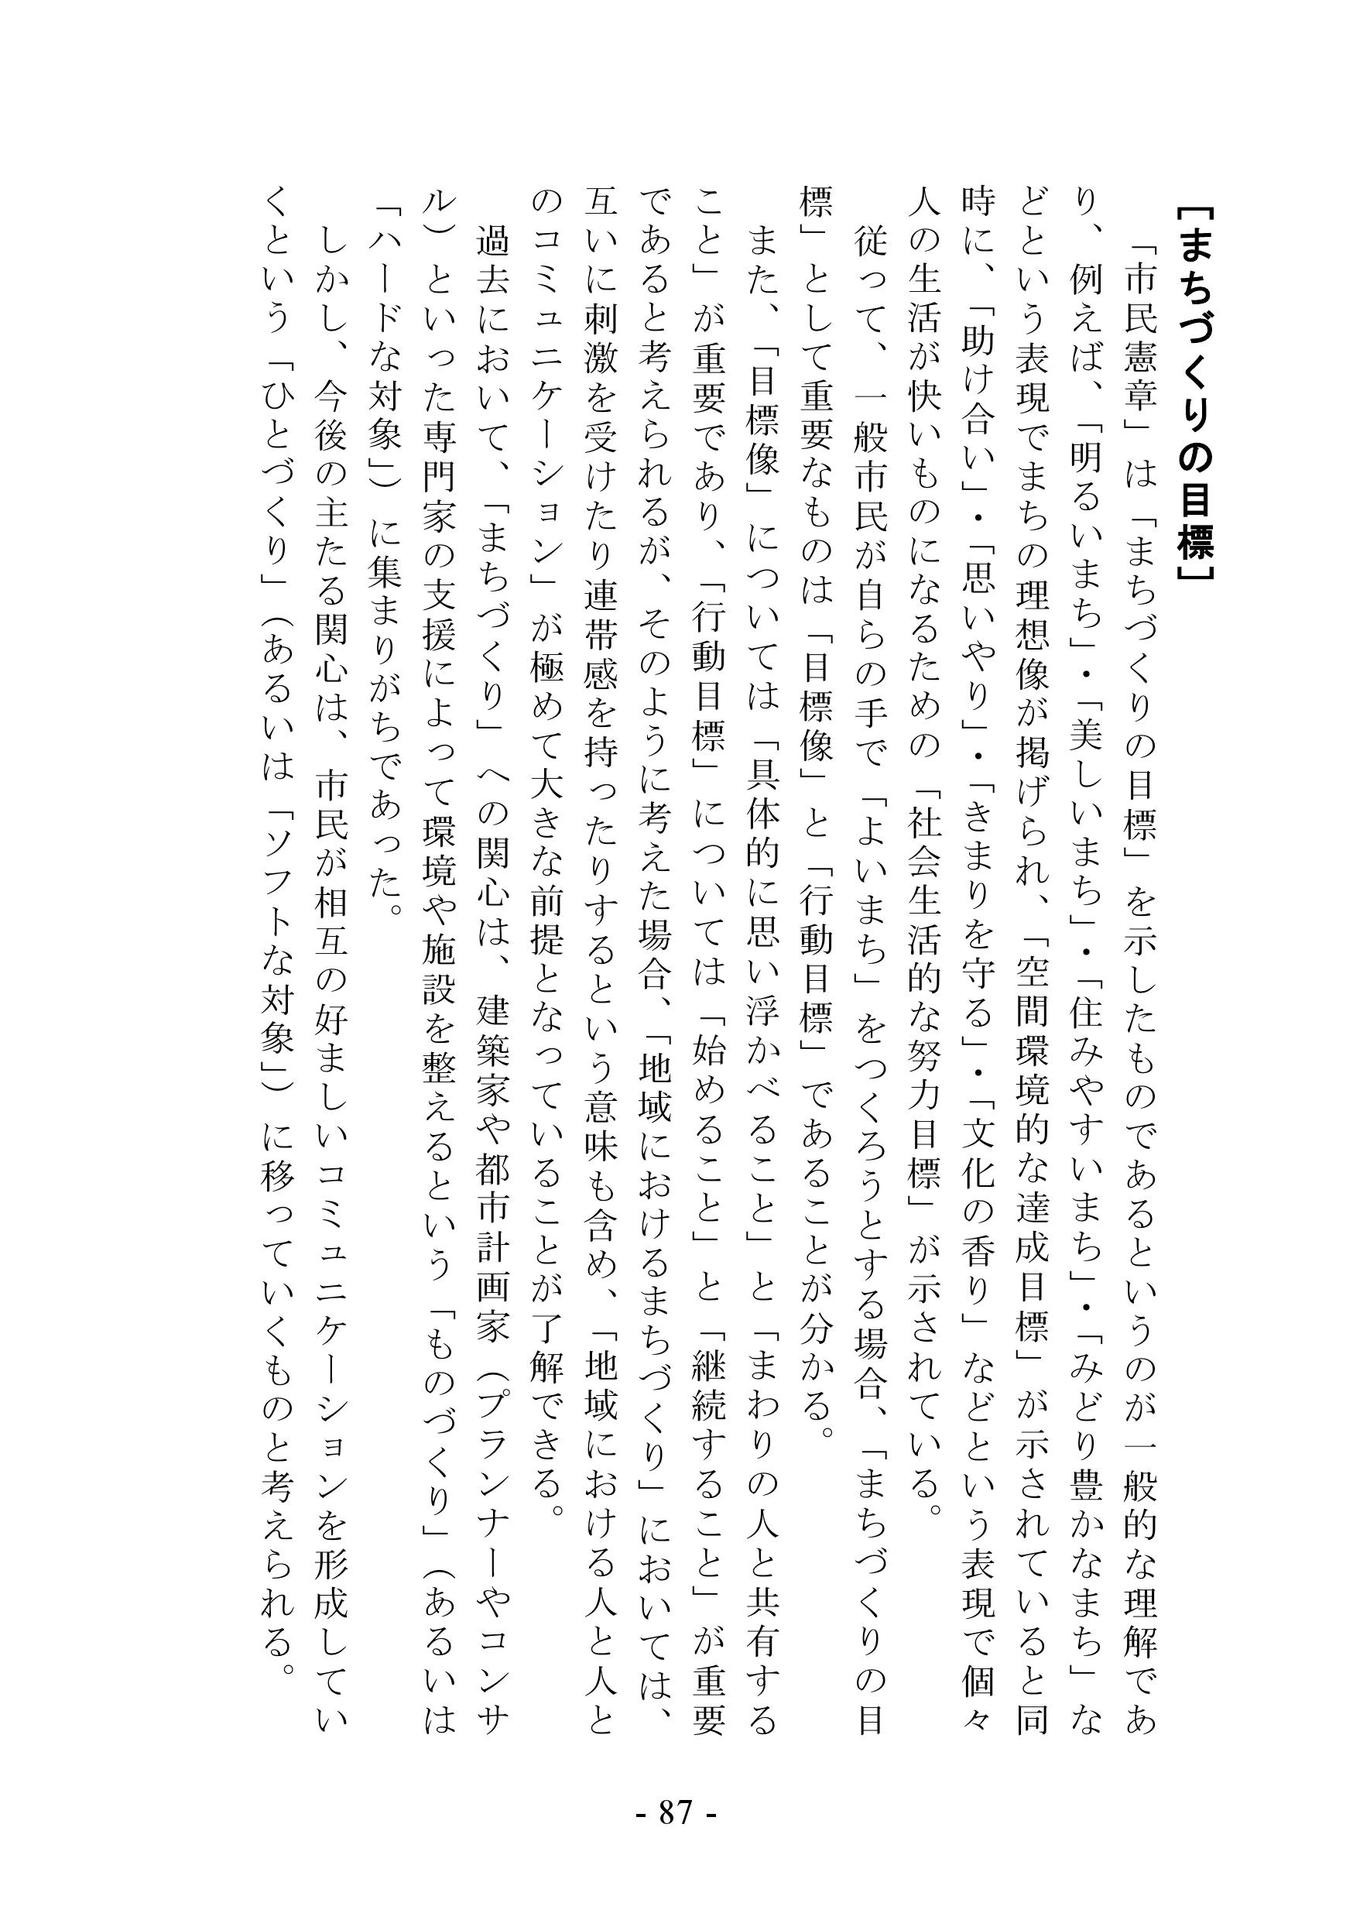 ［まちづくりの目標］
「市民憲章」は「まちづくりの目標」を示したものであるというのが一般的な理解であ
り、例えば、「明るいまち」・「美しいまち」・「住みやすいまち」・「みどり豊かなまち」な
どという表現でまちの理想像が掲げられ、「空間環境的な達成目標」が示されていると同
時に、「助け合い」・「思いやり」・「きまりを守る」・「文化の香り」などという表現で個々
人の生活が快いものになるための「社会生活的な努力目標」が示されている。
従って、一般市民が自らの手で「よいまち」をつくろうとする場合、「まちづくりの目
標」として重要なものは「目標像」と「行動目標」であることが分かる。
また、「目標像」については「具体的に思い浮かべること」と「まわりの人と共有する
こと」が重要であり、「行動目標」については「始めること」と「継続すること」が重要
であると考えられるが、そのように考えた場合、「地域におけるまちづくり」においては、
互いに刺激を受けたり連帯感を持ったりするという意味も含め、「地域における人と人と
のコミュニケーション」が極めて大きな前提となっていることが了解できる。
過去において、「まちづくり」への関心は、建築家や都市計画家（プランナーやコンサ
ル）といった専門家の支援によって環境や施設を整えるという「ものづくり」（あるいは
「ハードな対象」）に集まりがちであった。
しかし、今後の主たる関心は、市民が相互の好ましいコミュニケーションを形成してい
くという「ひとづくり」（あるいは「ソフトな対象」）に移っていくものと考えられる。
- 87 -